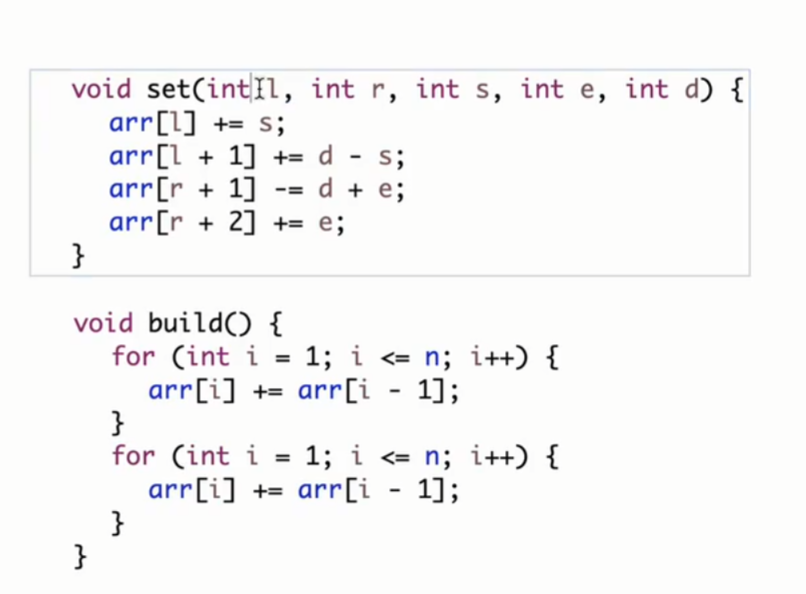 void set(int l, int r, int s, int e, int d) {
arr[l] += s;
arr[l + 1] += d - s;
arr[r + 1] -= d + e;
arr[r + 2] += e;
}
void build() {
for (int i = 1; i <= n; i++) {
arr[i] += arr[i - 1];
}
for (int i = 1; i <= n; i++) {
arr[i] += arr[i - 1];
}
}